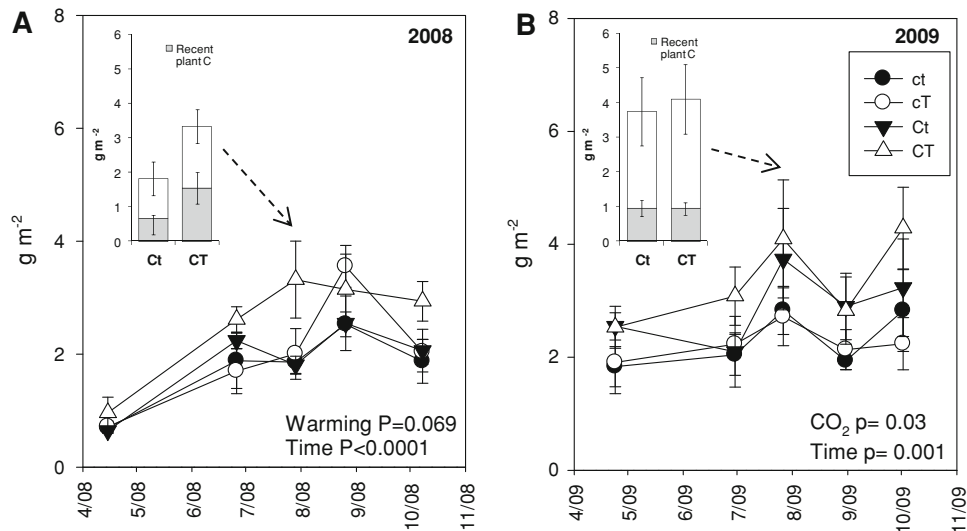 A
2008
8
6
4
2
0
g m⁻²
Recent
plant C
6
5
4
3
2
1
0
g m⁻²
Ct
CT
Warming P=0.069
Time P<0.0001
4/08
5/08
6/08
7/08
8/08
9/08
10/08
11/08
B
2009
8
6
4
2
0
g m⁻²
Recent
plant C
6
5
4
3
2
1
0
g m⁻²
Ct
CT
ct
cT
Ct
CT
CO₂ p= 0.03
Time p= 0.001
4/09
5/09
6/09
7/09
8/09
9/09
10/09
11/09